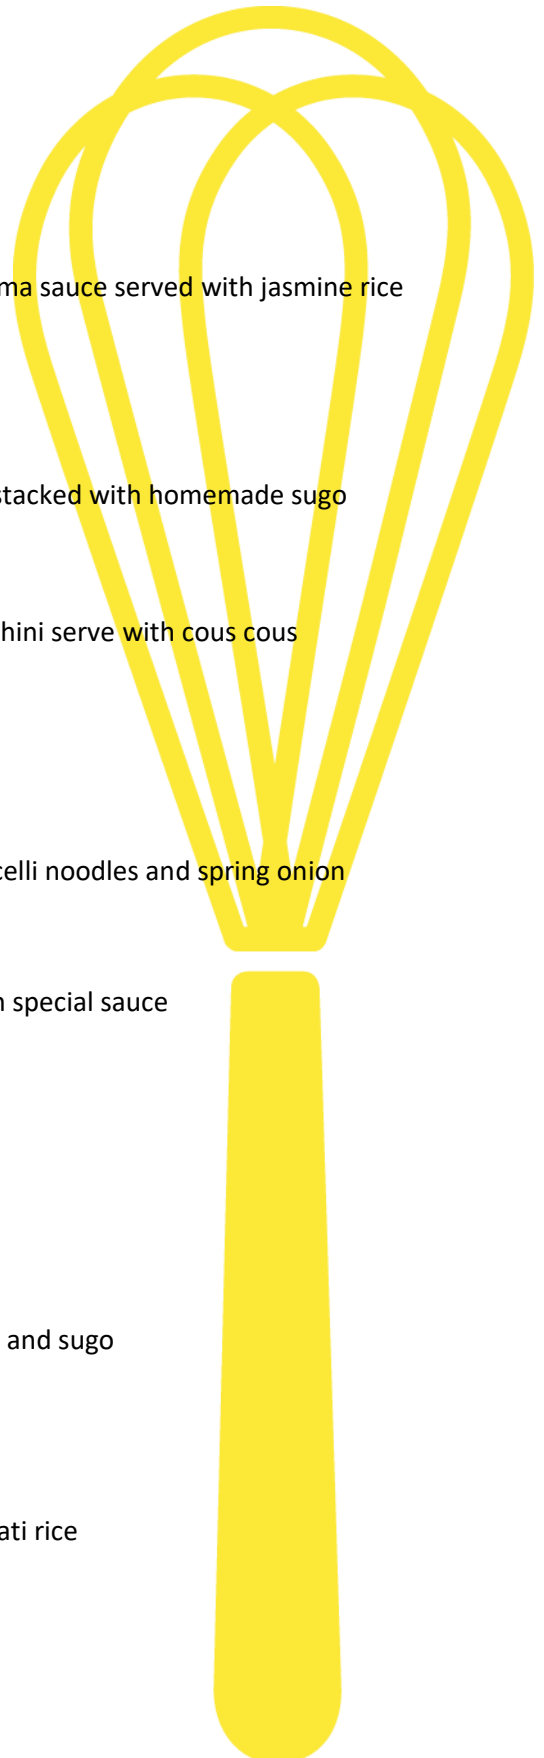 ma sauce served with jasmine rice
stacked with homemade sugo
hini serve with cous cous
celli noodles and spring onion
n special sauce
and sugo
ati rice